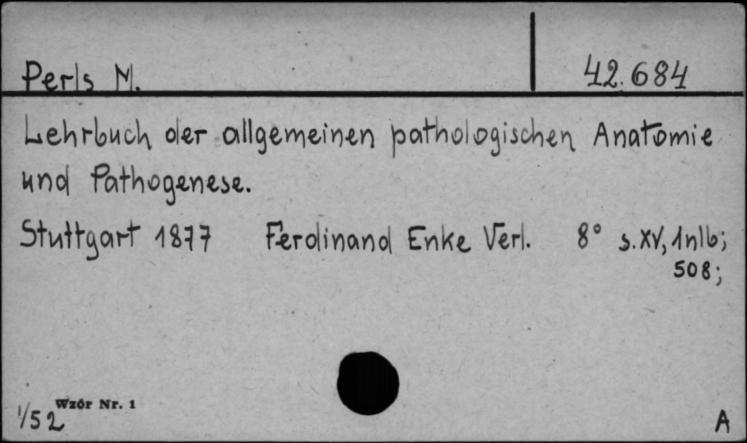 Perls M.
42.684
Lehrbuch der allgemeinen pathologischen Anatomie
und Pathogenese.
Stuttgart 1877 Ferdinand Enke Verl. 8° s.XV, 1nlb;
508;
Wzór Nr. 1
1/52
A